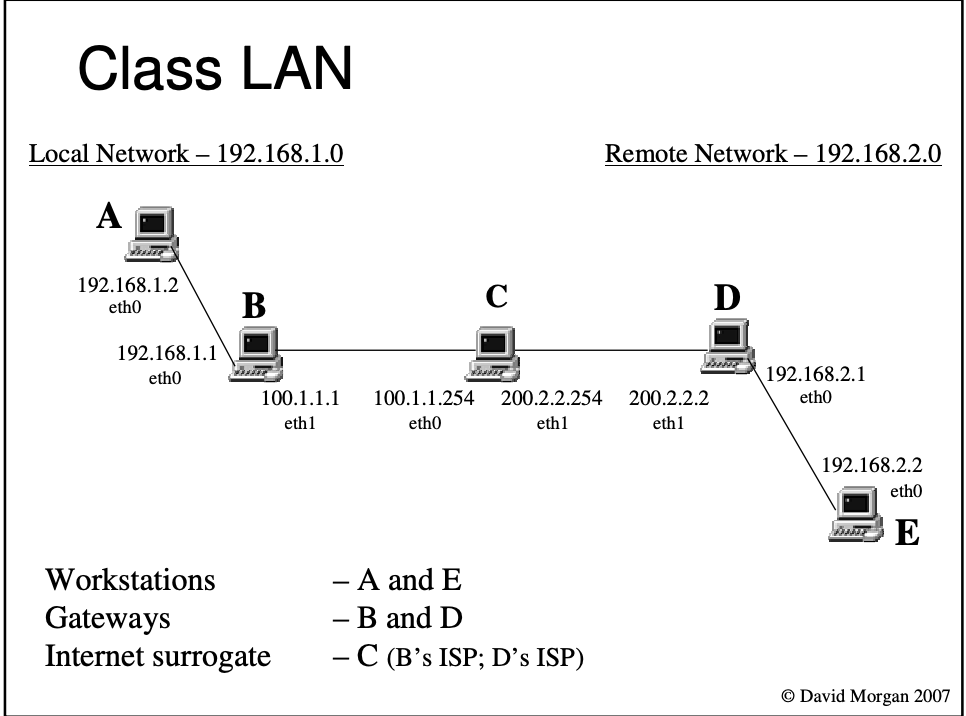 Class LAN
Local Network – 192.168.1.0
Remote Network – 192.168.2.0
A
192.168.1.2
eth0
B
192.168.1.1
eth0
100.1.1.1
eth1
C
100.1.1.254
eth0
200.2.2.254
eth1
D
200.2.2.2
eth1
192.168.2.1
eth0
192.168.2.2
eth0
E
Workstations – A and E
Gateways – B and D
Internet surrogate – C (B’s ISP; D’s ISP)
© David Morgan 2007